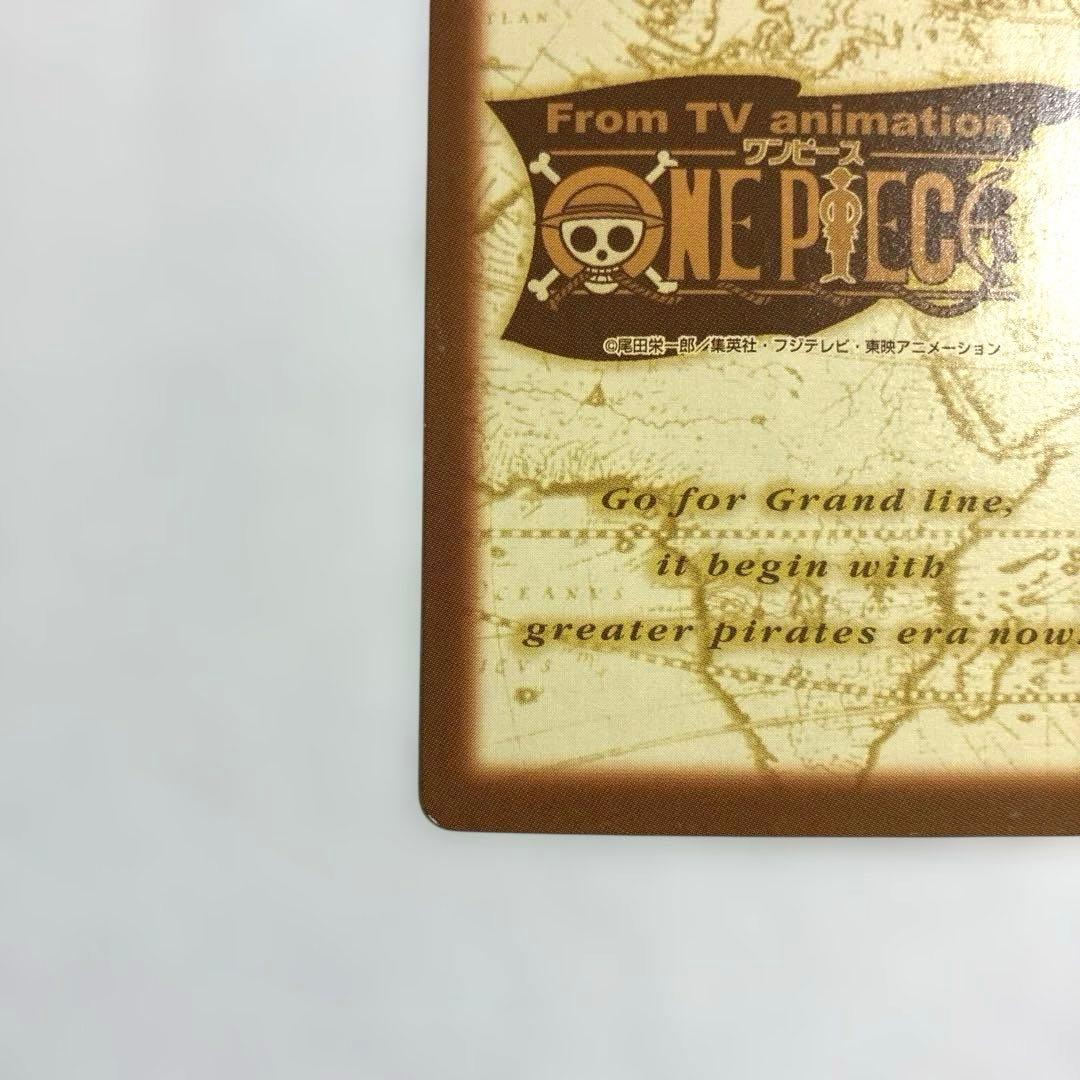 TLAN
From TV animation
ワンピース
ONE PIECE
©尾田栄一郎／集英社・フジテレビ・東映アニメーション
Go for Grand line,
it begin with
CEANVS
greater pirates era now.